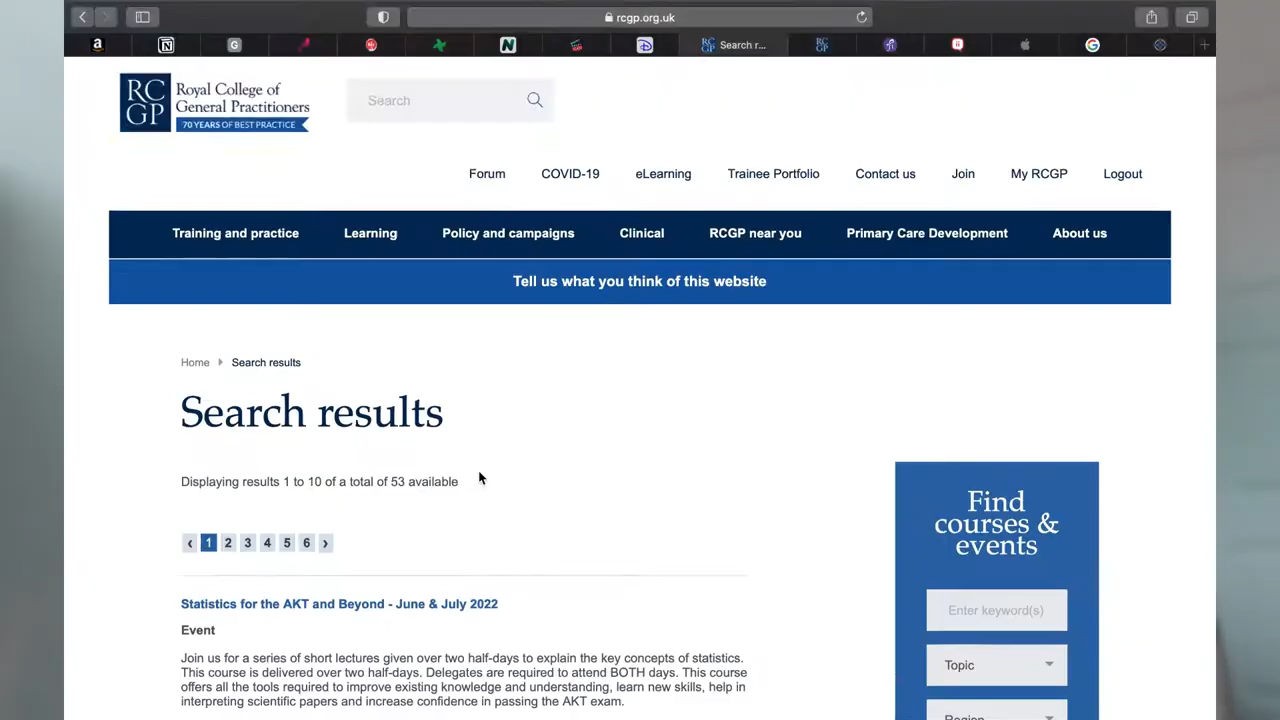 rcgp.org.uk
Search r...
RC
GP
Royal College of
General Practitioners
70 YEARS OF BEST PRACTICE
Search
Forum COVID-19 eLearning Trainee Portfolio Contact us Join My RCGP Logout
Training and practice Learning Policy and campaigns Clinical RCGP near you Primary Care Development About us
Tell us what you think of this website
Home Search results
Search results
Displaying results 1 to 10 of a total of 53 available
‹ 1 2 3 4 5 6 ›
Statistics for the AKT and Beyond - June & July 2022
Event
Join us for a series of short lectures given over two half-days to explain the key concepts of statistics.
This course is delivered over two half-days. Delegates are required to attend BOTH days. This course
offers all the tools required to improve existing knowledge and understanding, learn new skills, help in
interpreting scientific papers and increase confidence in passing the AKT exam.
Find
courses &
events
Enter keyword(s)
Topic
Region